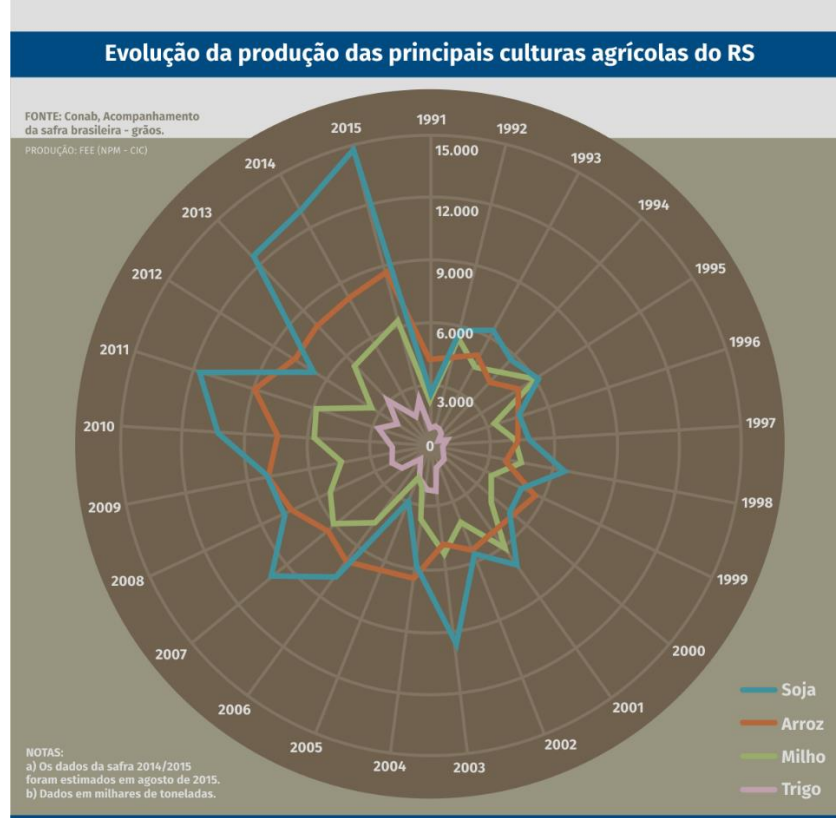 Evolução da produção das principais culturas agrícolas do RS
FONTE: Conab, Acompanhamento
da safra brasileira - grãos.
PRODUÇÃO: FEE (NPM - CIC)
1991
1992
1993
1994
1995
1996
1997
1998
1999
2000
2001
2002
2003
2004
2005
2006
2007
2008
2009
2010
2011
2012
2013
2014
2015
15.000
12.000
9.000
6.000
3.000
0
Soja
Arroz
Milho
Trigo
NOTAS:
a) Os dados da safra 2014/2015
foram estimados em agosto de 2015.
b) Dados em milhares de toneladas.